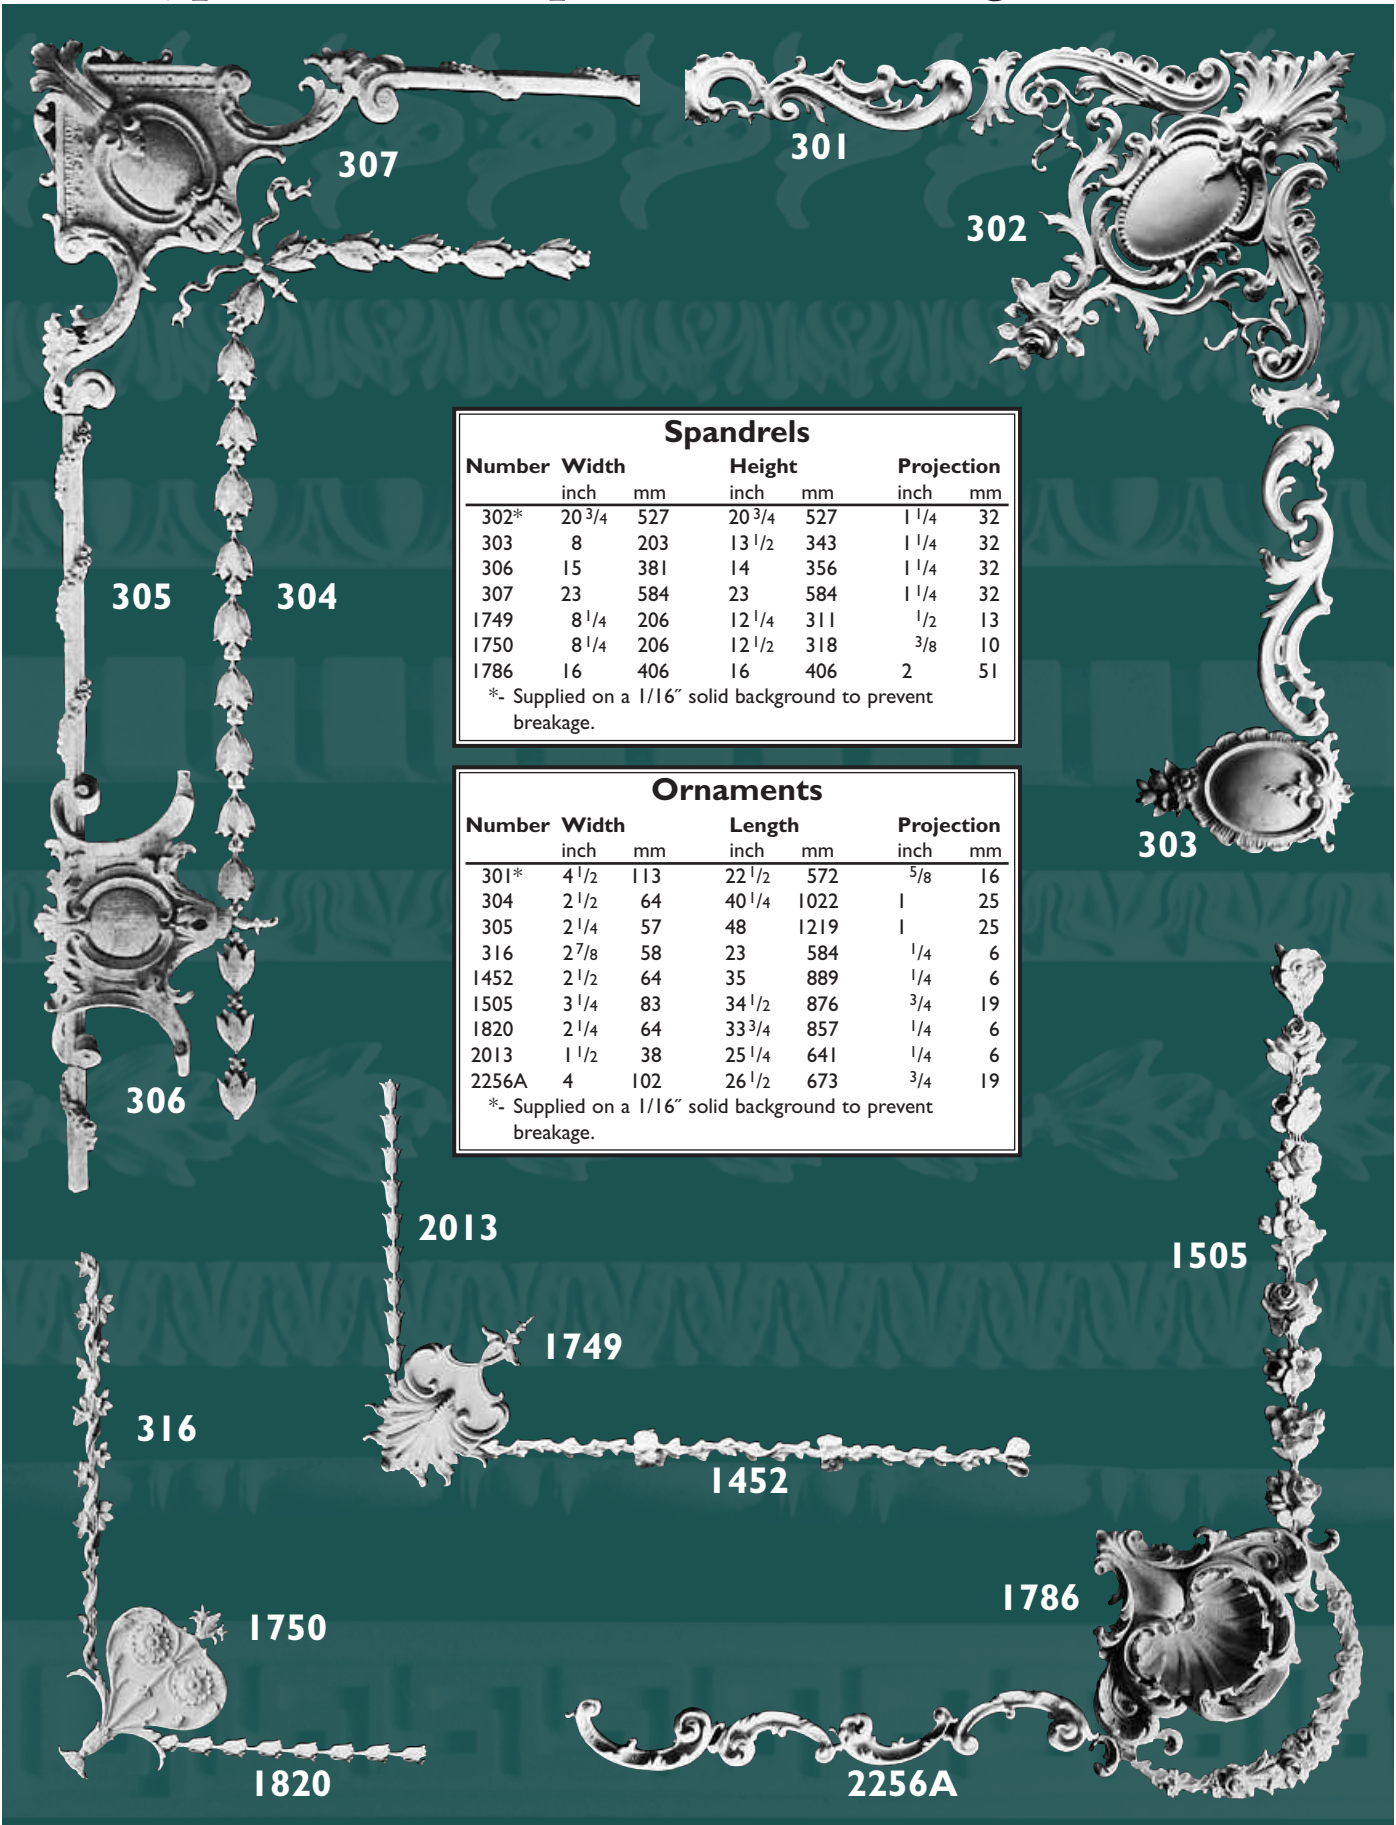 307
301
302
Spandrels
Number Width Height Projection
inch mm inch mm inch mm
302* 20 3/4 527 20 3/4 527 1 1/4 32
303 8 203 13 1/2 343 1 1/4 32
306 15 381 14 356 1 1/4 32
307 23 584 23 584 1 1/4 32
1749 8 1/4 206 12 1/4 311 1/2 13
1750 8 1/4 206 12 1/2 318 3/8 10
1786 16 406 16 406 2 51
*- Supplied on a 1/16″ solid background to prevent
breakage.
305
304
Ornaments
Number Width Length Projection
inch mm inch mm inch mm
301* 4 1/2 113 22 1/2 572 5/8 16
304 2 1/2 64 40 1/4 1022 1 25
305 2 1/4 57 48 1219 1 25
316 2 7/8 58 23 584 1/4 6
1452 2 1/2 64 35 889 1/4 6
1505 3 1/4 83 34 1/2 876 3/4 19
1820 2 1/4 64 33 3/4 857 1/4 6
2013 1 1/2 38 25 1/4 641 1/4 6
2256A 4 102 26 1/2 673 3/4 19
*- Supplied on a 1/16″ solid background to prevent
breakage.
303
306
2013
1505
1749
316
1452
1786
1750
1820
2256A